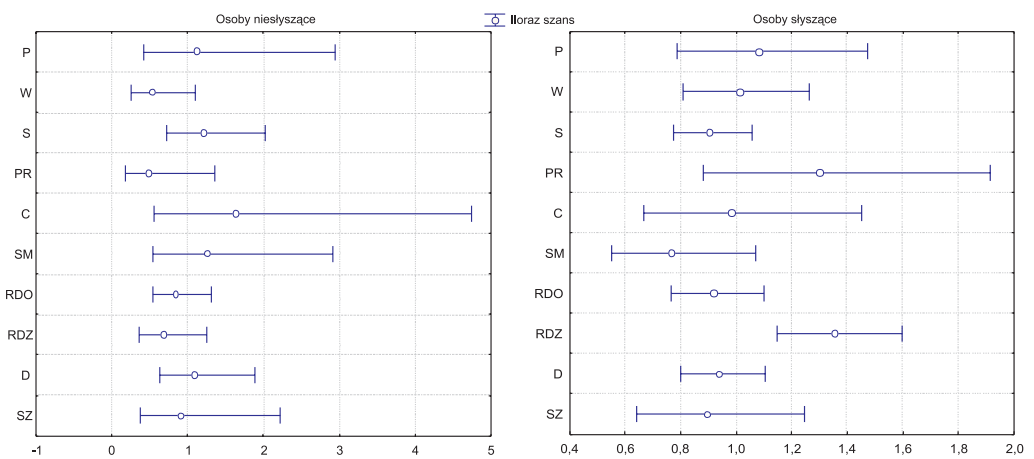 Osoby niesłyszące
Iloraz szans
Osoby słyszące
P
W
S
PR
C
SM
RDO
RDZ
D
SZ
-1 0 1 2 3 4 5
P
W
S
PR
C
SM
RDO
RDZ
D
SZ
0,4 0,6 0,8 1,0 1,2 1,4 1,6 1,8 2,0